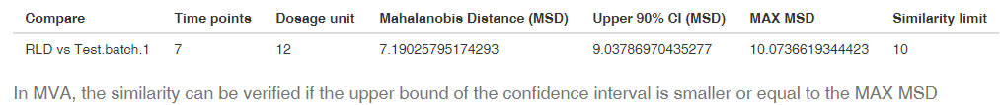 Compare Time points Dosage unit Mahalanobis Distance (MSD) Upper 90% CI (MSD) MAX MSD Similarity limit
RLD vs Test.batch.1 7 12 7.19025795174293 9.03786970435277 10.0736619344423 10
In MVA, the similarity can be verified if the upper bound of the confidence interval is smaller or equal to the MAX MSD